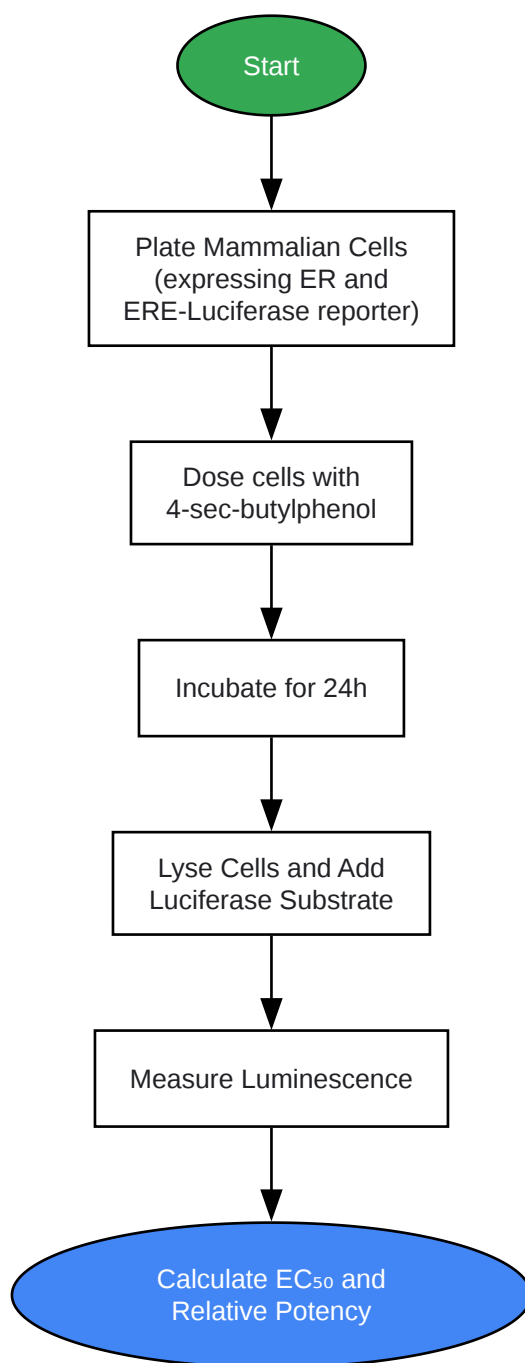 Start
Plate Mammalian Cells
(expressing ER and
ERE-Luciferase reporter)
Dose cells with
4-sec-butylphenol
Incubate for 24h
Lyse Cells and Add
Luciferase Substrate
Measure Luminescence
Calculate EC₅₀ and
Relative Potency